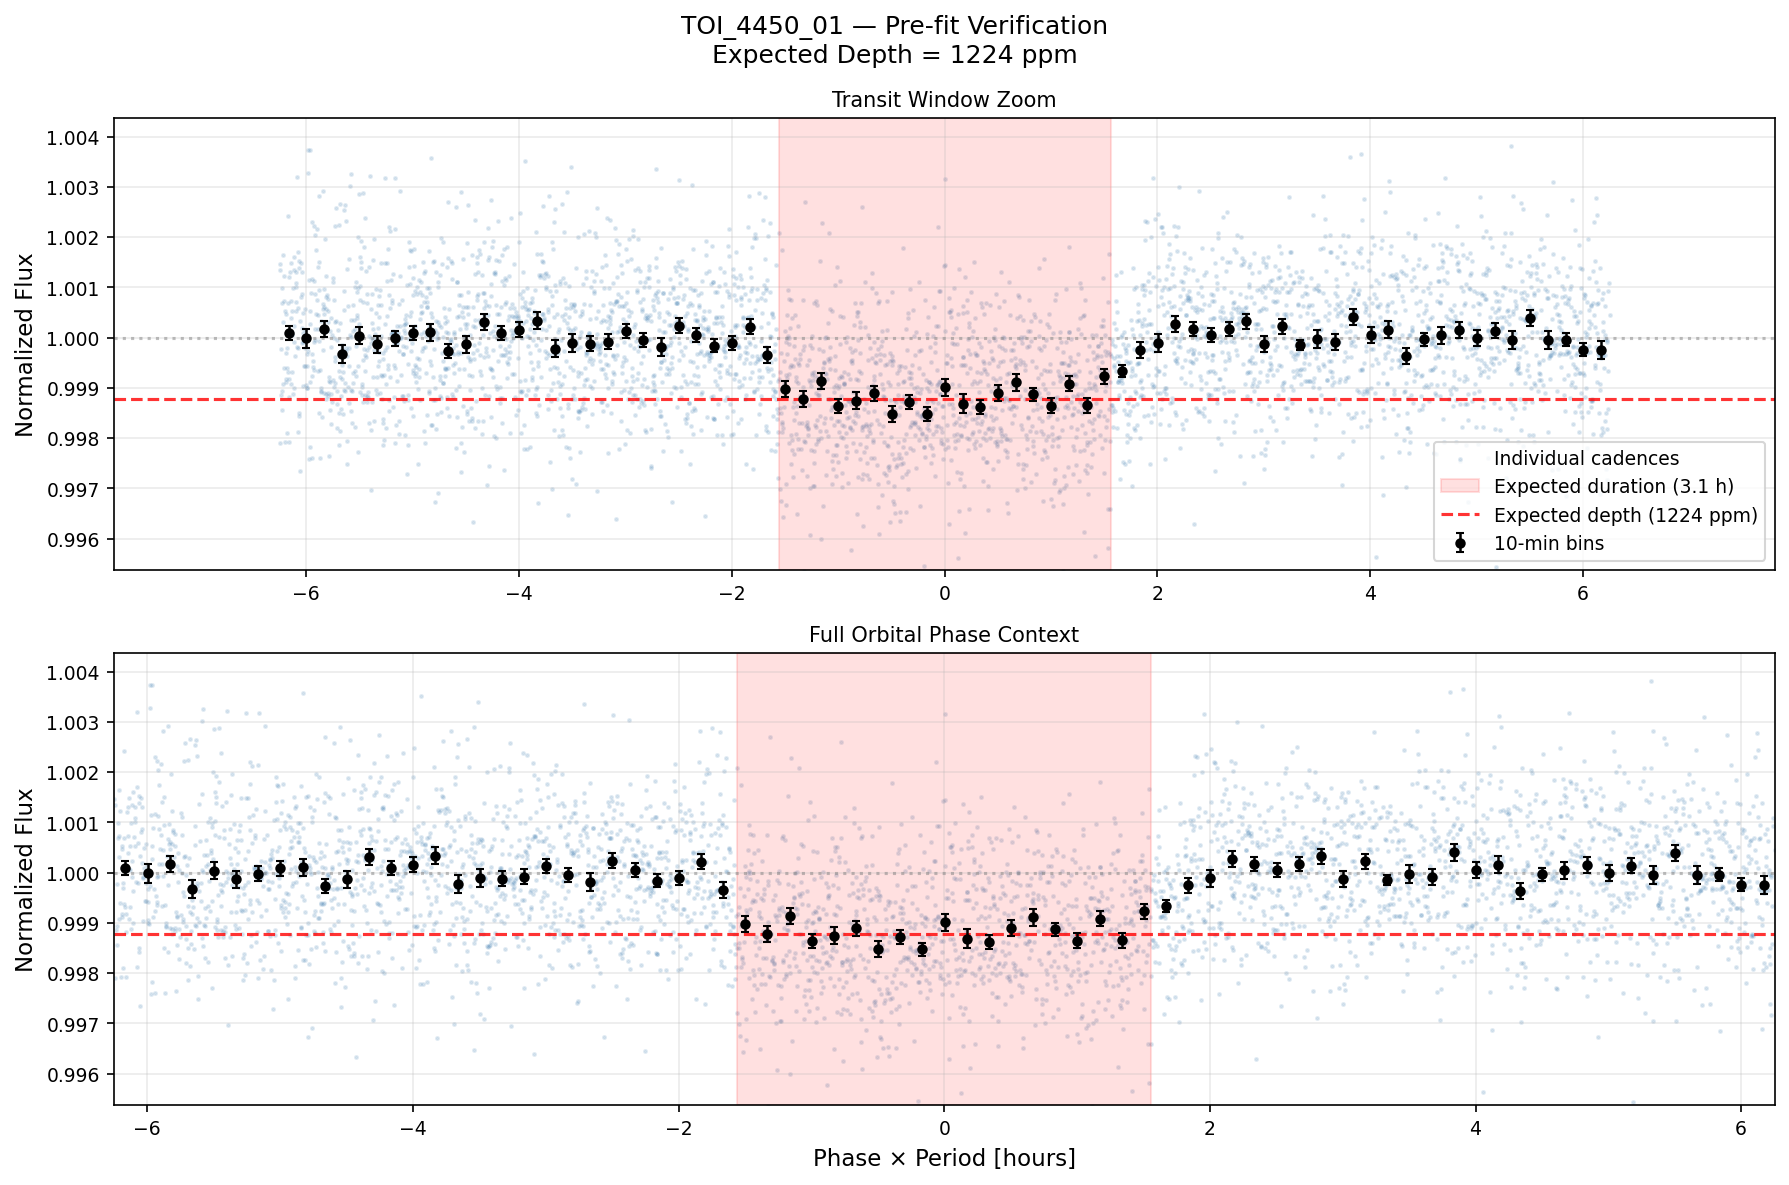 TOI_4450_01 — Pre-fit Verification
Expected Depth = 1224 ppm
Transit Window Zoom
Normalized Flux
1.004
1.003
1.002
1.001
1.000
0.999
0.998
0.997
0.996
Individual cadences
Expected duration (3.1 h)
Expected depth (1224 ppm)
10-min bins
−6 −4 −2 0 2 4 6
Full Orbital Phase Context
Normalized Flux
1.004
1.003
1.002
1.001
1.000
0.999
0.998
0.997
0.996
−6 −4 −2 0 2 4 6
Phase × Period [hours]